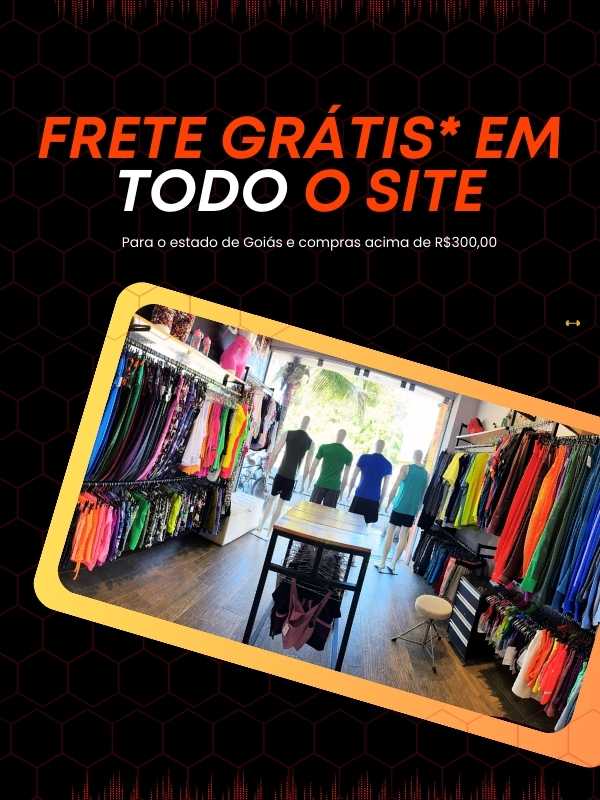 FRETE GRÁTIS* EM
TODO O SITE
Para o estado de Goiás e compras acima de R$300,00